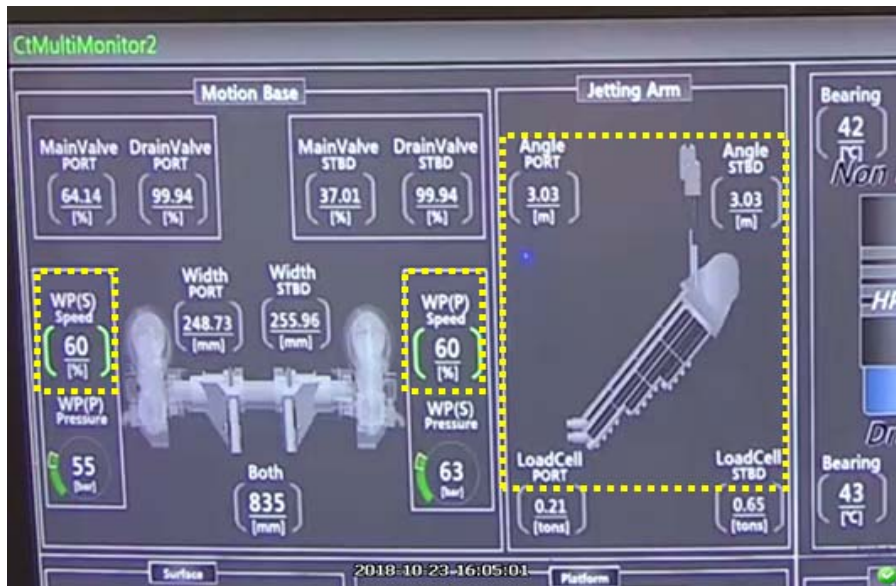 CtMultiMonitor2
Motion Base
MainValve
PORT
64.14
[%]
DrainValve
PORT
99.94
[%]
MainValve
STBD
37.01
[%]
DrainValve
STBD
99.94
[%]
WP(S)
Speed
60
[%]
Width
PORT
248.73
[mm]
Width
STBD
255.96
[mm]
WP(P)
Speed
60
[%]
WP(P)
Pressure
55
[bar]
Both
835
[mm]
WP(S)
Pressure
63
[bar]
Jetting Arm
Angle
PORT
3.03
[m]
Angle
STBD
3.03
[m]
LoadCell
PORT
0.21
[tons]
LoadCell
STBD
0.65
[tons]
Bearing
42
[℃]
Non
HP
Dr
Bearing
43
[℃]
Surface
Platform
2018-10-23 16:05:01